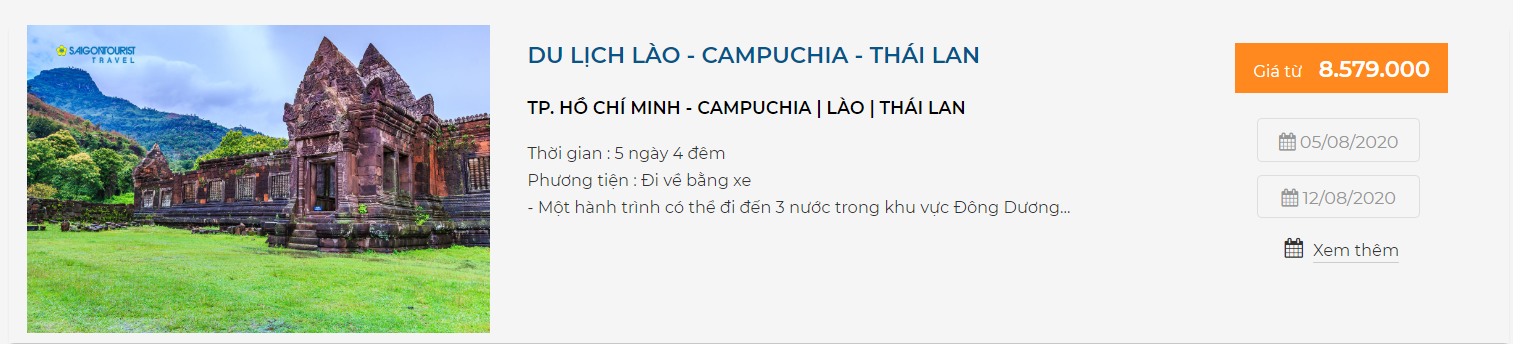 SAIGONTOURIST
TRAVEL
DU LỊCH LÀO - CAMPUCHIA - THÁI LAN
TP. HỒ CHÍ MINH - CAMPUCHIA | LÀO | THÁI LAN
Thời gian : 5 ngày 4 đêm
Phương tiện : Đi về bằng xe
- Một hành trình có thể đi đến 3 nước trong khu vực Đông Dương...
Giá từ 8.579.000
05/08/2020
12/08/2020
Xem thêm